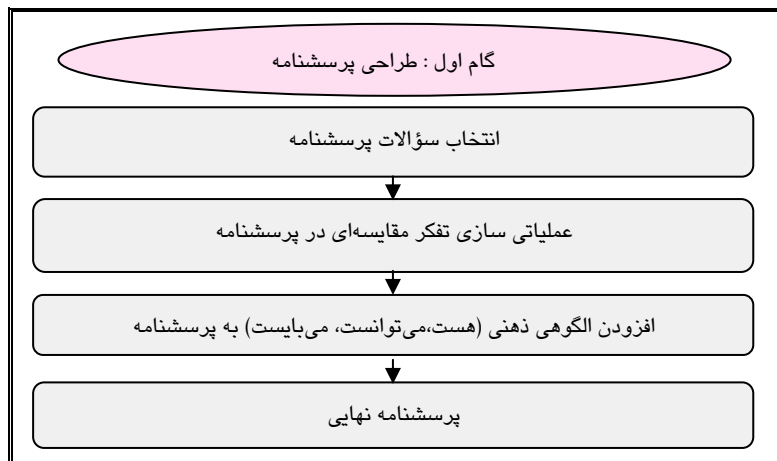 گام اول : طراحی پرسشنامه
انتخاب سؤالات پرسشنامه
عملیاتی سازی تفکر مقایسه‌ای در پرسشنامه
افزودن الگوهی ذهنی (هست،می‌توانست، می‌بایست) به پرسشنامه
پرسشنامه نهایی